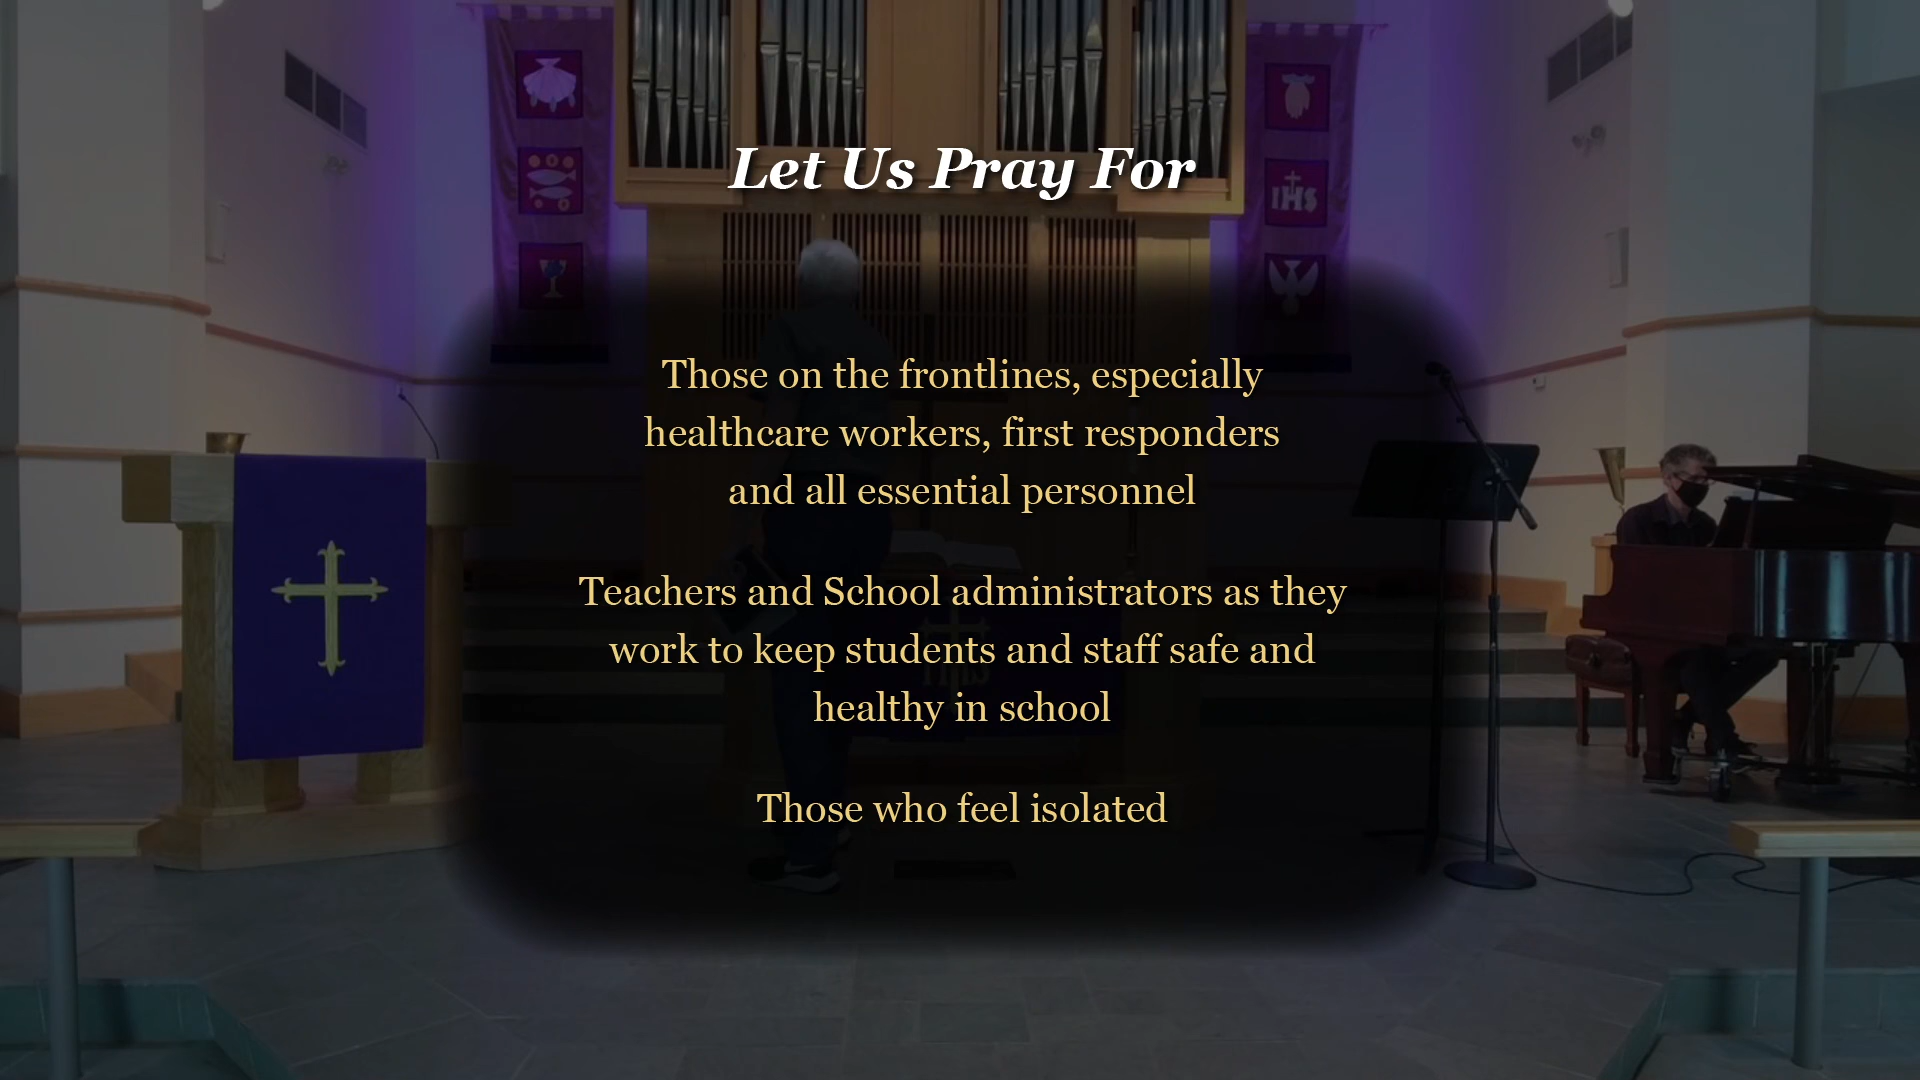 Let Us Pray For
IHS
Those on the frontlines, especially
healthcare workers, first responders
and all essential personnel
Teachers and School administrators as they
work to keep students and staff safe and
healthy in school
Those who feel isolated